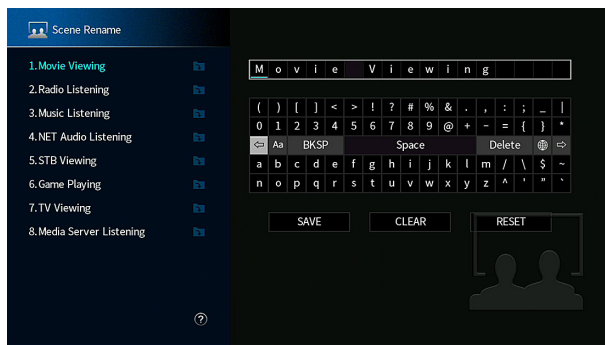 Scene Rename
1.Movie Viewing
2.Radio Listening
3.Music Listening
4.NET Audio Listening
5.STB Viewing
6.Game Playing
7.TV Viewing
8.Media Server Listening
?
Movie Viewing
( ) [ ] < > ! ? # % & . , : ; _ |
0 1 2 3 4 5 6 7 8 9 @ + - = { } *
⇦ Aa BKSP Space Delete ⇨
a b c d e f g h i j k l m / \ $ ~
n o p q r s t u v w x y z ^ ' " `
SAVE CLEAR RESET